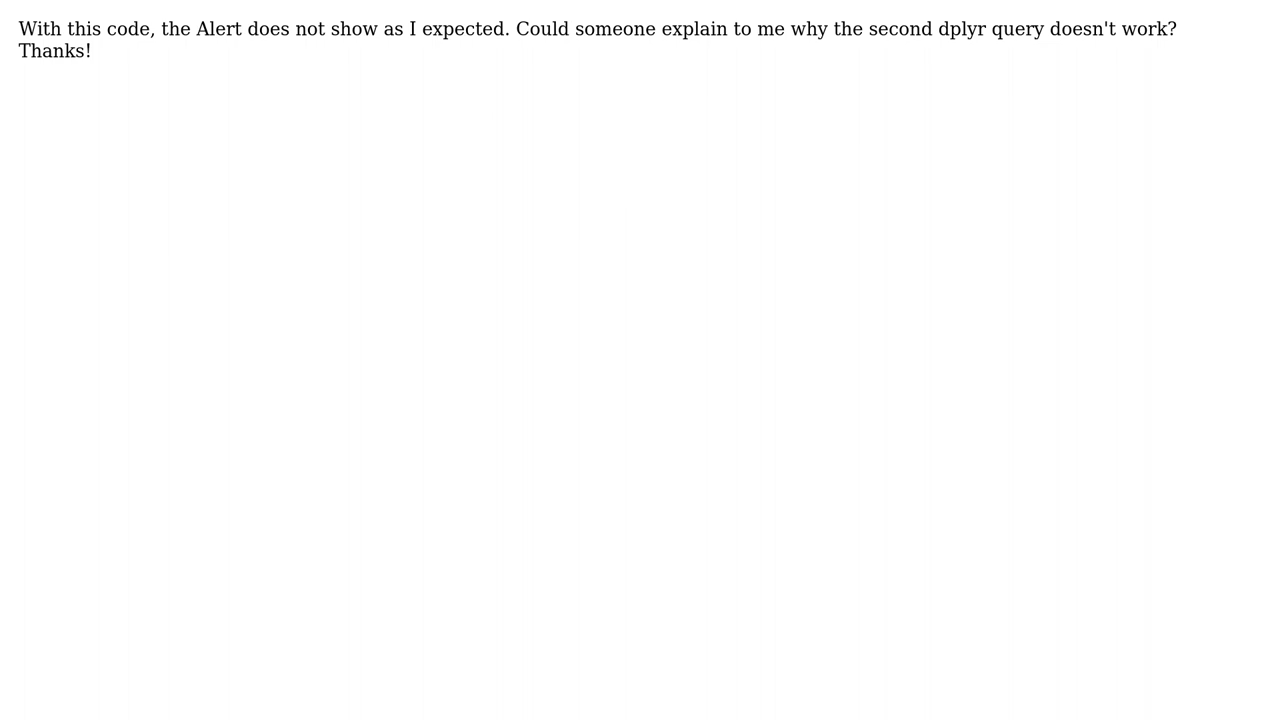 With this code, the Alert does not show as I expected. Could someone explain to me why the second dplyr query doesn't work?
Thanks!